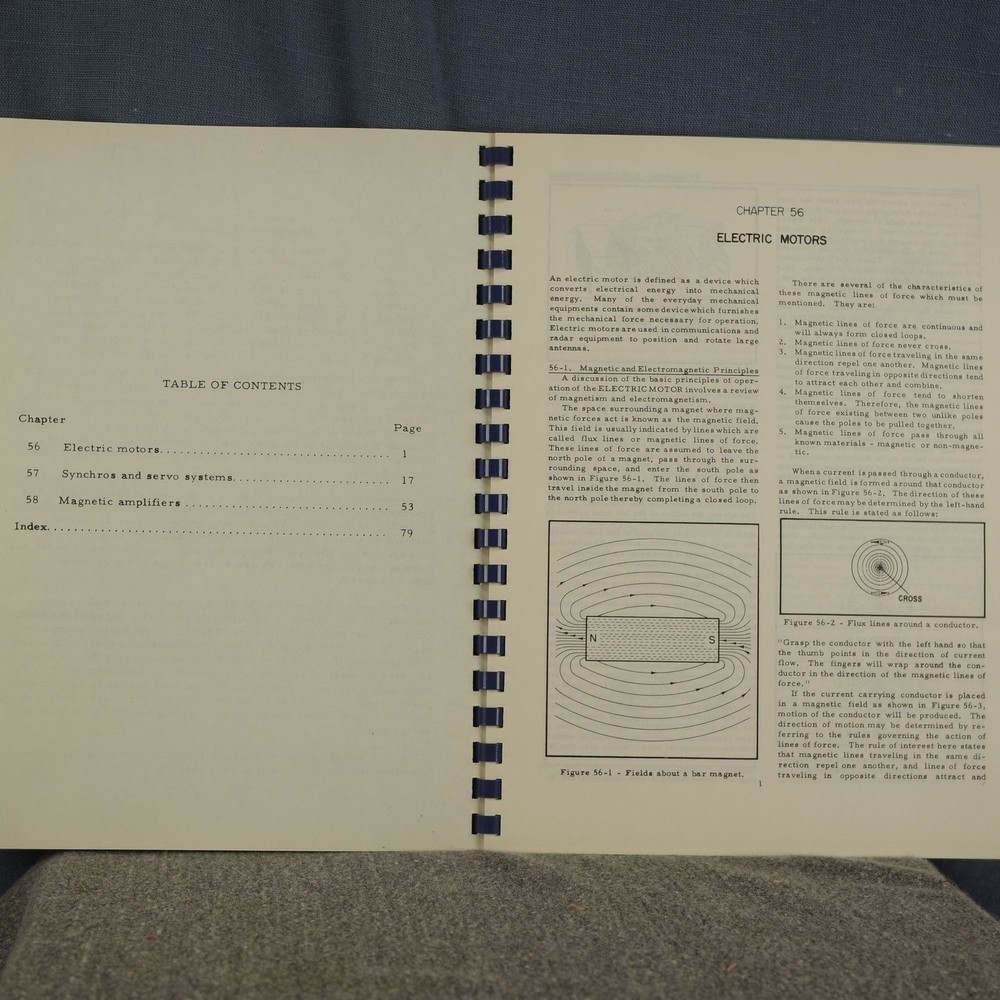 TABLE OF CONTENTS
Chapter Page
56 Electric motors. . . . . . . . . . . . . . . . . . . . . . . . . . . . . . . . . . 1
57 Synchros and servo systems. . . . . . . . . . . . . . . . . . . . . . . 17
58 Magnetic amplifiers . . . . . . . . . . . . . . . . . . . . . . . . . . . . . . 53
Index. . . . . . . . . . . . . . . . . . . . . . . . . . . . . . . . . . . . . . . . . . . . . . . . 79
CHAPTER 56
ELECTRIC MOTORS
An electric motor is defined as a device which
converts electrical energy into mechanical
energy. Many of the everyday mechanical
equipments contain some device which furnishes
the mechanical force necessary for operation.
Electric motors are used in communications and
radar equipment to position and rotate large
antennas.
56-1. Magnetic and Electromagnetic Principles
A discussion of the basic principles of oper-
ation of the ELECTRIC MOTOR involves a review
of magnetism and electromagnetism.
The space surrounding a magnet where mag-
netic forces act is known as the magnetic field.
This field is usually indicated by lines which are
called flux lines or magnetic lines of force.
These lines of force are assumed to leave the
north pole of a magnet, pass through the sur-
rounding space, and enter the south pole as
shown in Figure 56-1. The lines of force then
travel inside the magnet from the south pole to
the north pole thereby completing a closed loop.
N S
Figure 56-1 - Fields about a bar magnet.
There are several of the characteristics of
these magnetic lines of force which must be
mentioned. They are:
1. Magnetic lines of force are continuous and
will always form closed loops.
2. Magnetic lines of force never cross.
3. Magnetic lines of force traveling in the same
direction repel one another. Magnetic lines
of force traveling in opposite directions tend
to attract each other and combine.
4. Magnetic lines of force tend to shorten
themselves. Therefore, the magnetic lines
of force existing between two unlike poles
cause the poles to be pulled together.
5. Magnetic lines of force pass through all
known materials - magnetic or non-magne-
tic.
When a current is passed through a conductor,
a magnetic field is formed around that conductor
as shown in Figure 56-2. The direction of these
lines of force may be determined by the left-hand
rule. This rule is stated as follows:
CROSS
Figure 56-2 - Flux lines around a conductor.
"Grasp the conductor with the left hand so that
the thumb points in the direction of current
flow. The fingers will wrap around the con-
ductor in the direction of the magnetic lines of
force."
If the current carrying conductor is placed
in a magnetic field as shown in Figure 56-3,
motion of the conductor will be produced. The
direction of motion may be determined by re-
ferring to the rules governing the action of
lines of force. The rule of interest here states
that magnetic lines traveling in the same di-
rection repel one another, and lines of force
traveling in opposite directions attract and
1